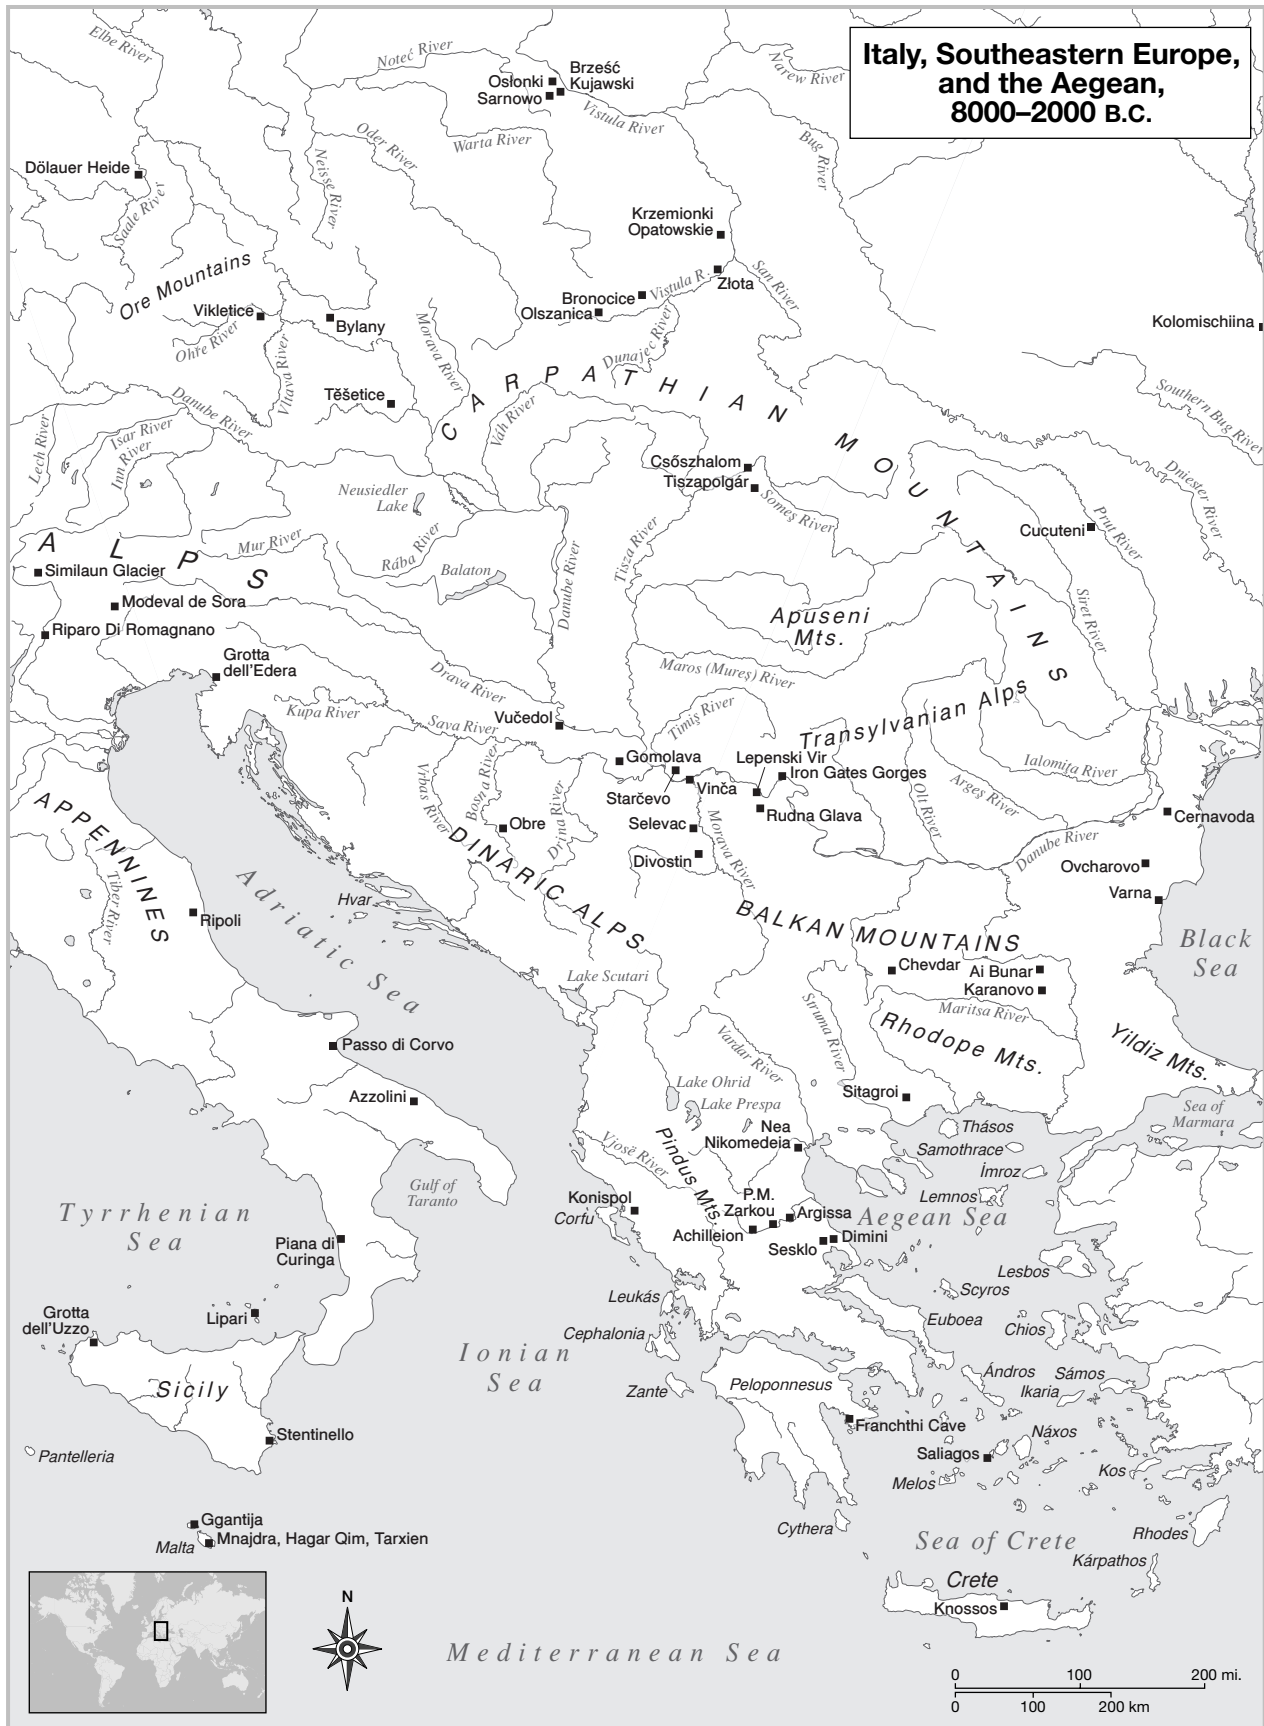 Italy, Southeastern Europe,
and the Aegean,
8000–2000 B.C.
Elbe River
Noteć River
Narew River
Osłonki
Brześć
Kujawski
Sarnowo
Vistula River
Oder River
Warta River
Bug River
Dölauer Heide
Neisse River
Saale River
Krzemionki
Opatowskie
Ore Mountains
Vistula R.
Złota
San River
Bronocice
Olszanica
Vikletice
Bylany
Ohře River
Vltava River
Morava River
Dunajec River
Kolomischiina
CARPATHIAN MOUNTAINS
Těšetice
Váh River
Danube River
Southern Bug River
Lech River
Isar River
Inn River
Csőszhalom
Tiszapolgár
Someş River
Dniester River
Neusiedler
Lake
Cucuteni
Prut River
ALPS
Mur River
Rába River
Tisza River
Similaun Glacier
Balaton
Danube River
Modeval de Sora
Apuseni
Mts.
Siret River
Riparo Di Romagnano
Grotta
dell'Edera
Drava River
Maros (Mureş) River
Kupa River
Sava River
Vučedol
Timiş River
Transylvanian Alps
Gomolava
Lepenski Vir
Iron Gates Gorges
Ialomiţa River
Vrbas River
Bosna River
Starčevo
Vinča
Olt River
Argeş River
APPENNINES
Obre
Drina River
Selevac
Rudna Glava
Cernavoda
DINARIC ALPS
Divostin
Morava River
Danube River
Ovcharovo
Varna
Tiber River
Hvar
Ripoli
Adriatic Sea
BALKAN MOUNTAINS
Black
Sea
Lake Scutari
Chevdar
Ai Bunar
Karanovo
Struma River
Maritsa River
Rhodope Mts.
Yildiz Mts.
Passo di Corvo
Vardar River
Azzolini
Lake Ohrid
Lake Prespa
Sitagroi
Sea of
Marmara
Nea
Nikomedeia
Thásos
Samothrace
Vjosë River
Pindus Mts.
İmroz
Gulf of
Taranto
Lemnos
Konispol
Corfu
P.M.
Zarkou
Argissa
Achilleion
Aegean Sea
Tyrrhenian
Sea
Sesklo
Dimini
Piana di
Curinga
Lesbos
Scyros
Leukás
Grotta
dell'Uzzo
Lipari
Cephalonia
Euboea
Chios
Ionian
Sea
Ándros
Sámos
Sicily
Zante
Peloponnesus
Ikaria
Franchthi Cave
Stentinello
Náxos
Saliagos
Pantelleria
Melos
Kos
Ggantija
Cythera
Rhodes
Malta
Mnajdra, Hagar Qim, Tarxien
Sea of Crete
Kárpathos
Crete
Knossos
N
Mediterranean Sea
0 100 200 mi.
0 100 200 km